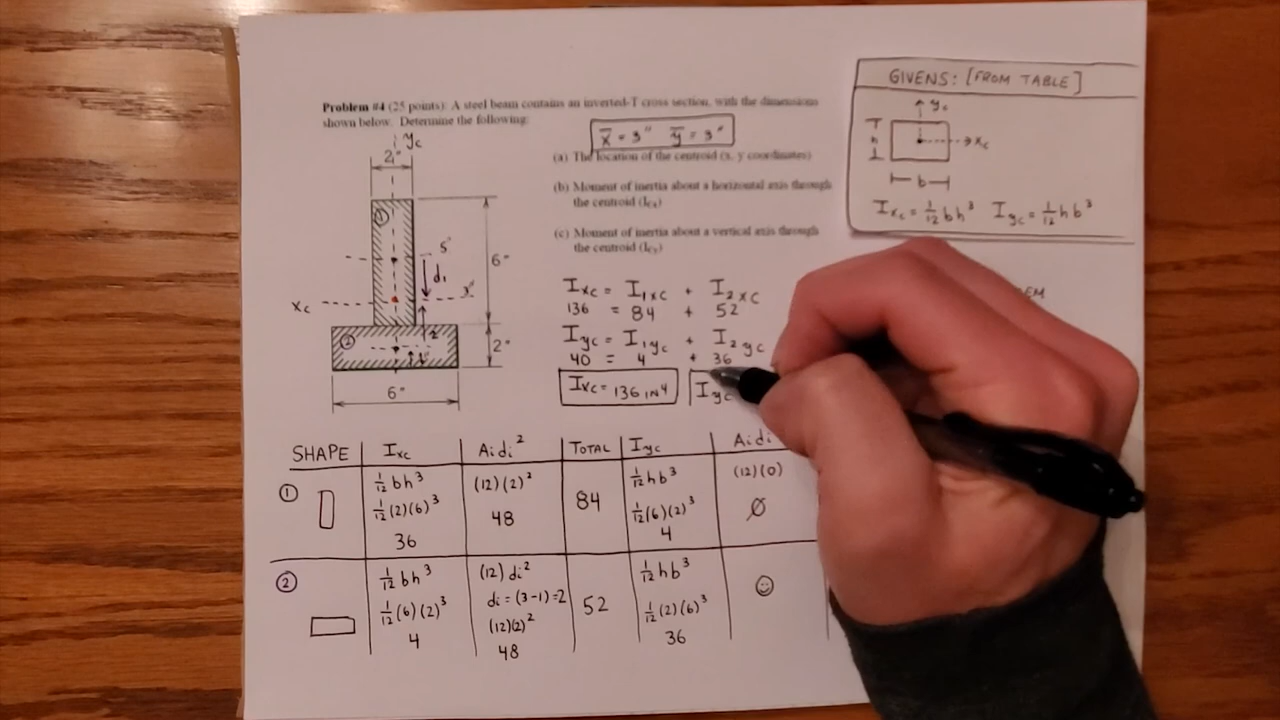 GIVENS: [FROM TABLE]
yc
xc
h
b
Ixc = 1/12 bh³ Iyc = 1/12 hb³
Problem #4 (25 points): A steel beam contains an inverted-T cross section, with the dimensions
shown below. Determine the following:
x̄ = 3" ȳ = 3"
(a) The location of the centroid (x, y coordinates)
(b) Moment of inertia about a horizontal axis through
the centroid (Icx)
(c) Moment of inertia about a vertical axis through
the centroid (Icy)
yc
2"
1
5"
d1
6"
xc
3"
2
2"
1"
6"
Ixc = I1xc + I2xc
136 = 84 + 52
Iyc = I1yc + I2yc
40 = 4 + 36
Ixc = 136 IN4
Iyc
SHAPE Ixc Aidi² TOTAL Iyc Aidi
① 1/12 bh³ (12)(2)² 84 1/12 hb³ (12)(0)
1/12 (2)(6)³ 48 1/12 (6)(2)³ Ø
36 4
② 1/12 bh³ (12) di² 52 1/12 hb³
1/12 (6)(2)³ di = (3-1)=2 1/12 (2)(6)³
4 (12)(2)² 36
48